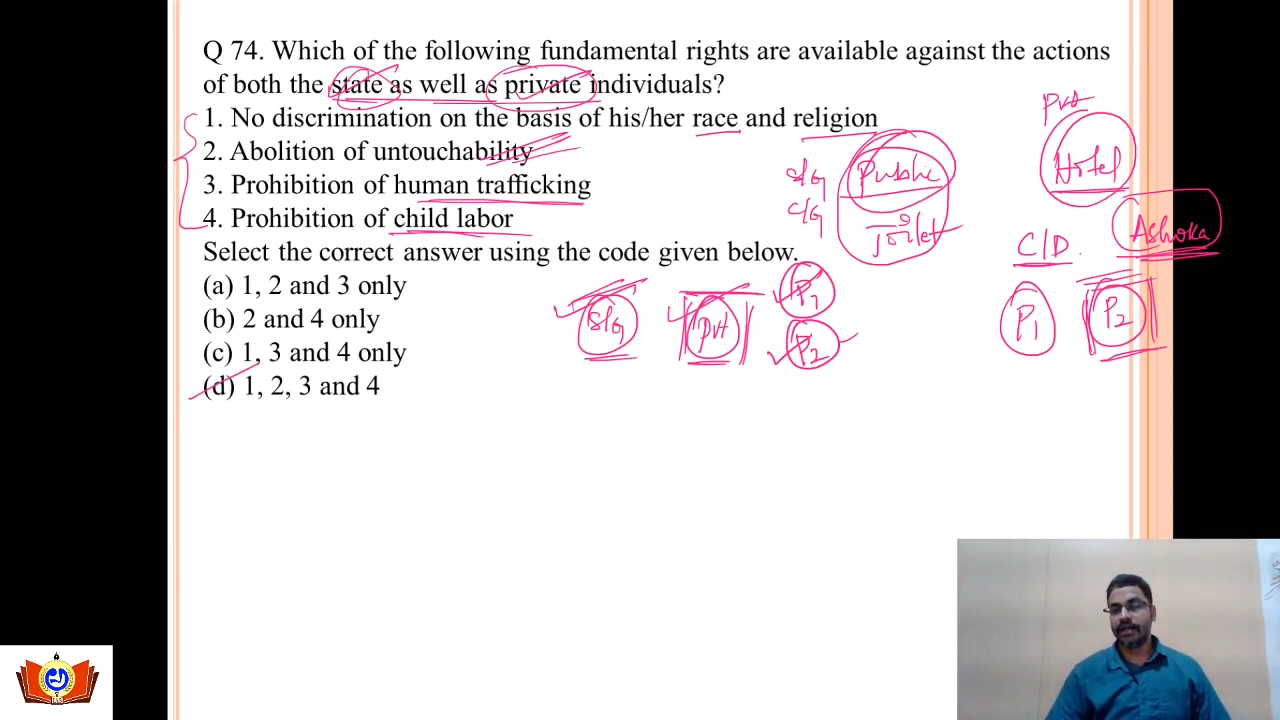 Q 74. Which of the following fundamental rights are available against the actions
of both the state as well as private individuals?
1. No discrimination on the basis of his/her race and religion
2. Abolition of untouchability
3. Prohibition of human trafficking
4. Prohibition of child labor
Select the correct answer using the code given below.
(a) 1, 2 and 3 only
(b) 2 and 4 only
(c) 1, 3 and 4 only
(d) 1, 2, 3 and 4
Pvt
Hotel
S/G
C/G
Public
Toilet
Ashoka
C/D.
P1
P2
S/G
Pvt
P1
P2